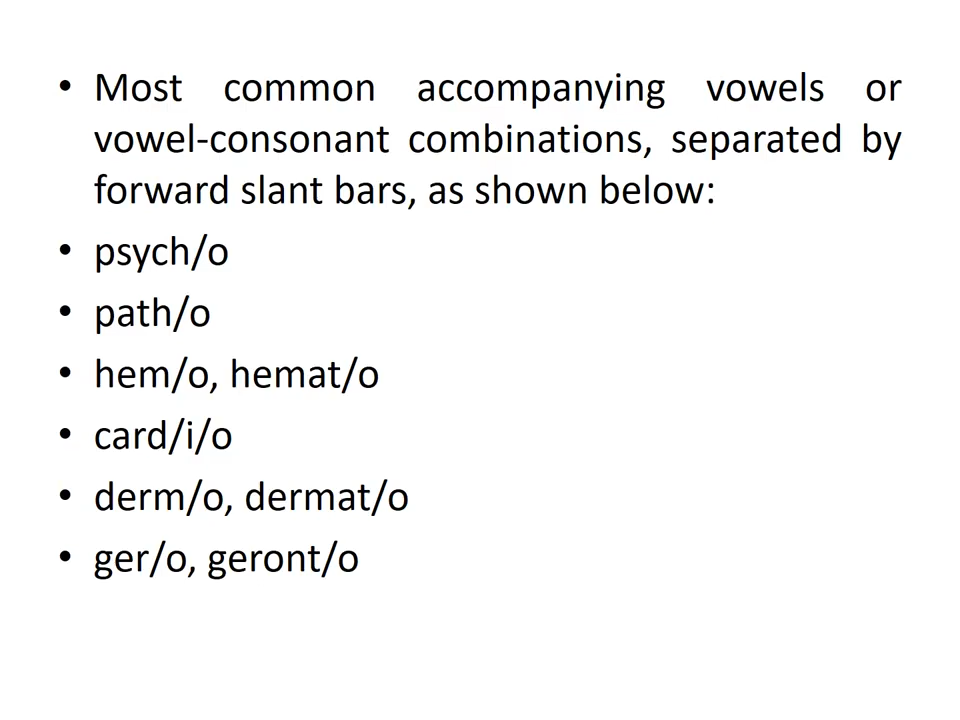 • Most common accompanying vowels or
vowel-consonant combinations, separated by
forward slant bars, as shown below:
• psych/o
• path/o
• hem/o, hemat/o
• card/i/o
• derm/o, dermat/o
• ger/o, geront/o